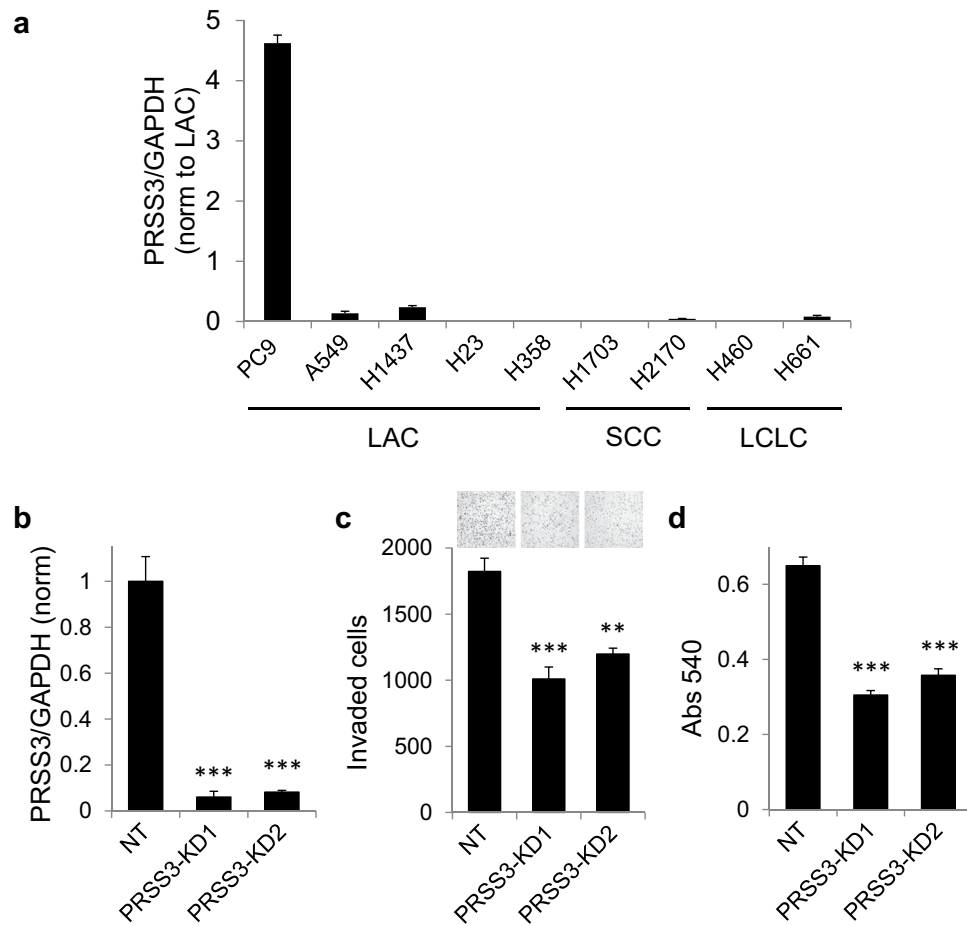 a
PRSS3/GAPDH
(norm to LAC)
5
4
3
2
1
0
PC9
A549
H1437
H23
H358
H1703
H2170
H460
H661
LAC
SCC
LCLC
b
PRSS3/GAPDH (norm)
1
0.8
0.6
0.4
0.2
0
***
***
NT
PRSS3-KD1
PRSS3-KD2
c
Invaded cells
2000
1500
1000
500
0
***
**
NT
PRSS3-KD1
PRSS3-KD2
d
Abs 540
0.6
0.4
0.2
0
***
***
NT
PRSS3-KD1
PRSS3-KD2